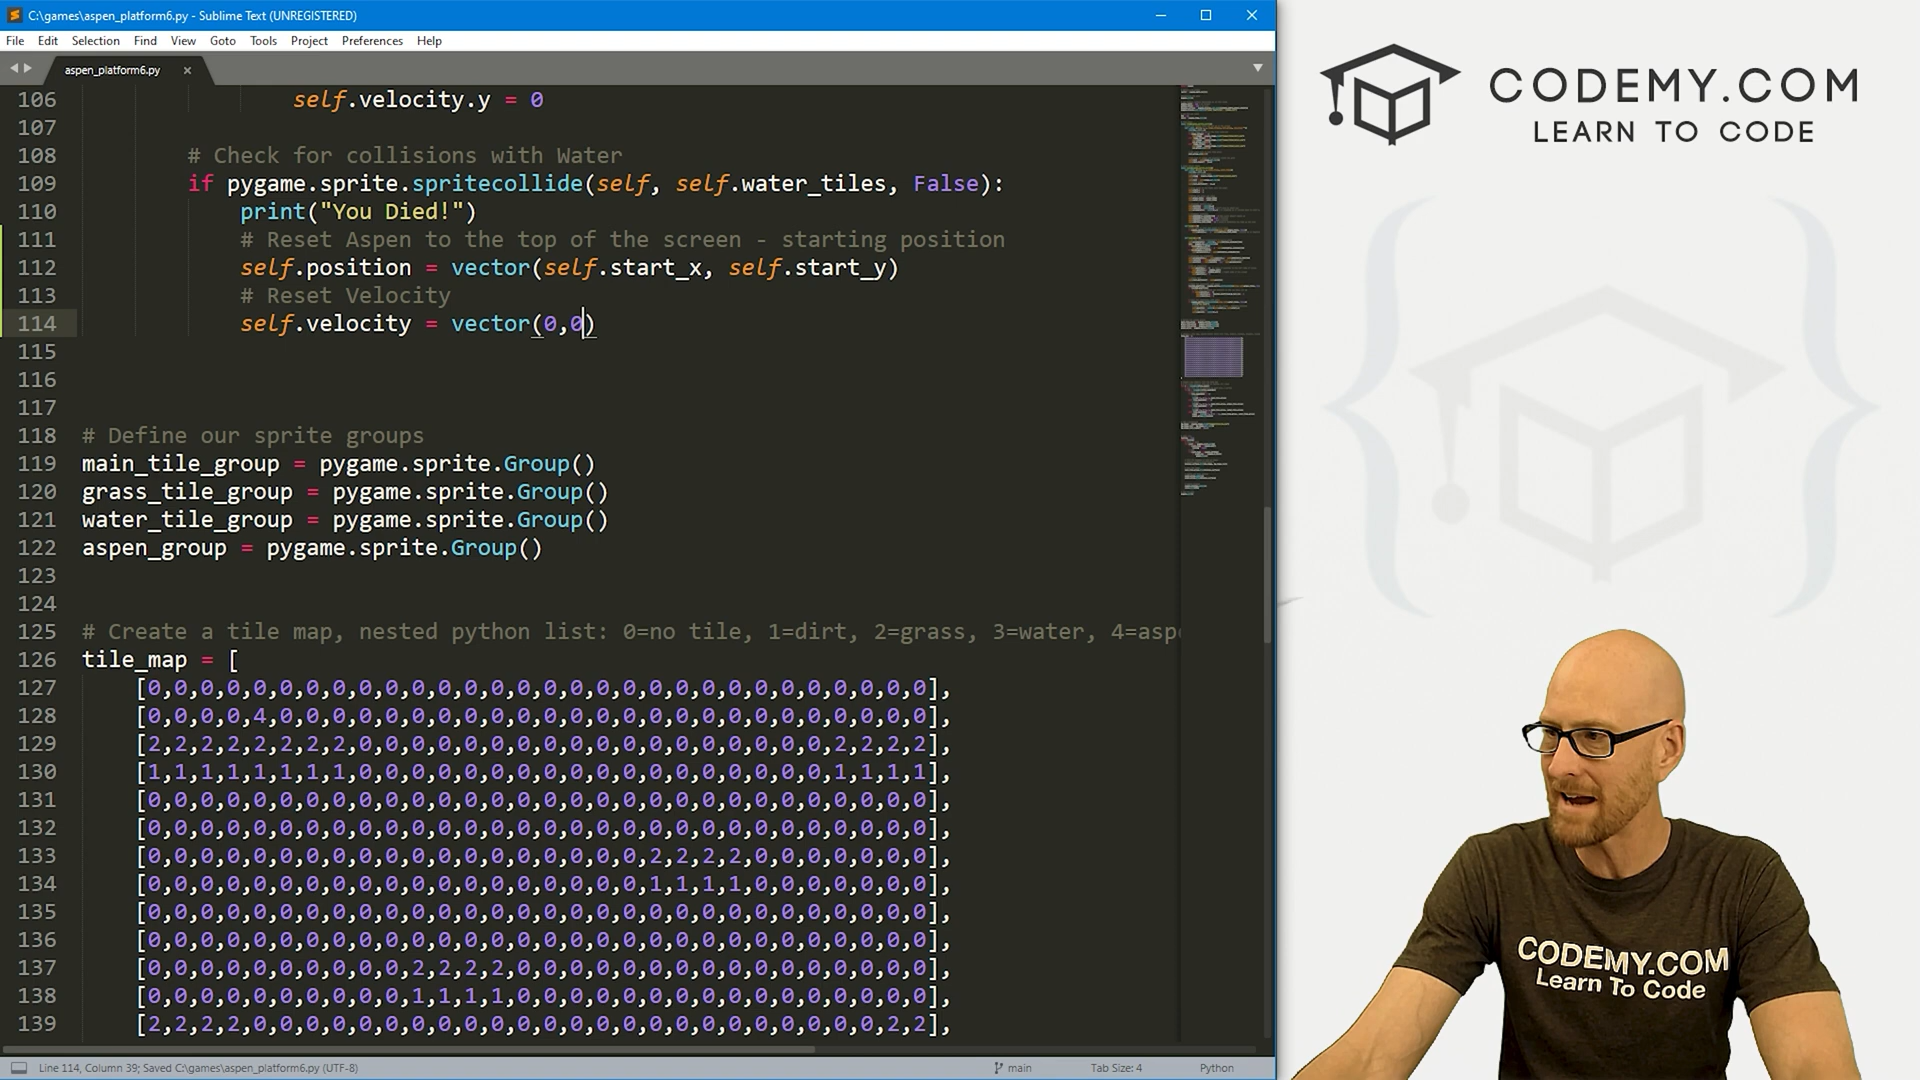 C:\games\aspen_platform6.py - Sublime Text (UNREGISTERED)
File Edit Selection Find View Goto Tools Project Preferences Help
aspen_platform6.py
106 self.velocity.y = 0
107
108 # Check for collisions with Water
109 if pygame.sprite.spritecollide(self, self.water_tiles, False):
110 print("You Died!")
111 # Reset Aspen to the top of the screen - starting position
112 self.position = vector(self.start_x, self.start_y)
113 # Reset Velocity
114 self.velocity = vector(0,0)
115
116
117
118 # Define our sprite groups
119 main_tile_group = pygame.sprite.Group()
120 grass_tile_group = pygame.sprite.Group()
121 water_tile_group = pygame.sprite.Group()
122 aspen_group = pygame.sprite.Group()
123
124
125 # Create a tile map, nested python list: 0=no tile, 1=dirt, 2=grass, 3=water, 4=asp
126 tile_map = [
127 [0,0,0,0,0,0,0,0,0,0,0,0,0,0,0,0,0,0,0,0,0,0,0,0,0,0,0,0,0,0],
128 [0,0,0,0,4,0,0,0,0,0,0,0,0,0,0,0,0,0,0,0,0,0,0,0,0,0,0,0,0,0],
129 [2,2,2,2,2,2,2,2,0,0,0,0,0,0,0,0,0,0,0,0,0,0,0,0,0,0,2,2,2,2],
130 [1,1,1,1,1,1,1,1,0,0,0,0,0,0,0,0,0,0,0,0,0,0,0,0,0,0,1,1,1,1],
131 [0,0,0,0,0,0,0,0,0,0,0,0,0,0,0,0,0,0,0,0,0,0,0,0,0,0,0,0,0,0],
132 [0,0,0,0,0,0,0,0,0,0,0,0,0,0,0,0,0,0,0,0,0,0,0,0,0,0,0,0,0,0],
133 [0,0,0,0,0,0,0,0,0,0,0,0,0,0,0,0,0,0,0,2,2,2,2,0,0,0,0,0,0,0],
134 [0,0,0,0,0,0,0,0,0,0,0,0,0,0,0,0,0,0,0,1,1,1,1,0,0,0,0,0,0,0],
135 [0,0,0,0,0,0,0,0,0,0,0,0,0,0,0,0,0,0,0,0,0,0,0,0,0,0,0,0,0,0],
136 [0,0,0,0,0,0,0,0,0,0,0,0,0,0,0,0,0,0,0,0,0,0,0,0,0,0,0,0,0,0],
137 [0,0,0,0,0,0,0,0,0,0,2,2,2,2,0,0,0,0,0,0,0,0,0,0,0,0,0,0,0,0],
138 [0,0,0,0,0,0,0,0,0,0,1,1,1,1,0,0,0,0,0,0,0,0,0,0,0,0,0,0,0,0],
139 [2,2,2,2,0,0,0,0,0,0,0,0,0,0,0,0,0,0,0,0,0,0,0,0,0,0,0,0,2,2],
Line 114, Column 39; Saved C:\games\aspen_platform6.py (UTF-8) main Tab Size: 4 Python
CODEMY.COM
LEARN TO CODE
CODEMY.COM
Learn To Code